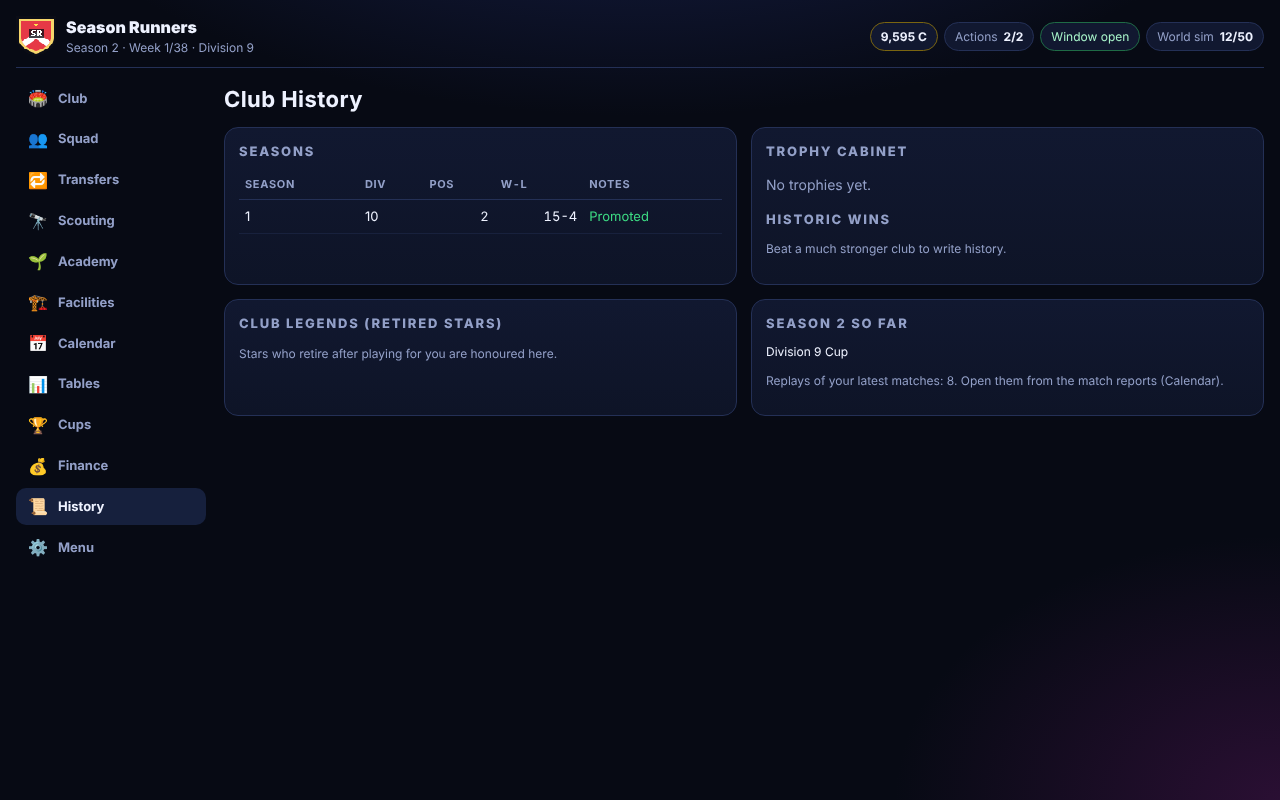 SR
Season Runners
Season 2 · Week 1/38 · Division 9
9,595 C
Actions 2/2
Window open
World sim 12/50
Club
Squad
Transfers
Scouting
Academy
Facilities
Calendar
Tables
Cups
Finance
History
Menu
Club History
SEASONS
SEASON DIV POS W-L NOTES
1 10 2 15-4 Promoted
TROPHY CABINET
No trophies yet.
HISTORIC WINS
Beat a much stronger club to write history.
CLUB LEGENDS (RETIRED STARS)
Stars who retire after playing for you are honoured here.
SEASON 2 SO FAR
Division 9 Cup
Replays of your latest matches: 8. Open them from the match reports (Calendar).